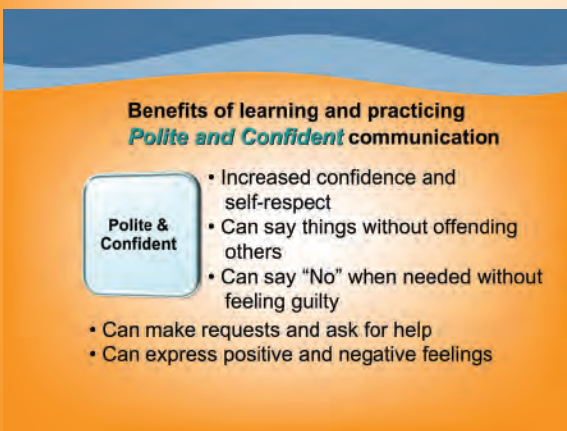 Benefits of learning and practicing
Polite and Confident communication
Polite &
Confident
• Increased confidence and
self-respect
• Can say things without offending
others
• Can say “No” when needed without
feeling guilty
• Can make requests and ask for help
• Can express positive and negative feelings